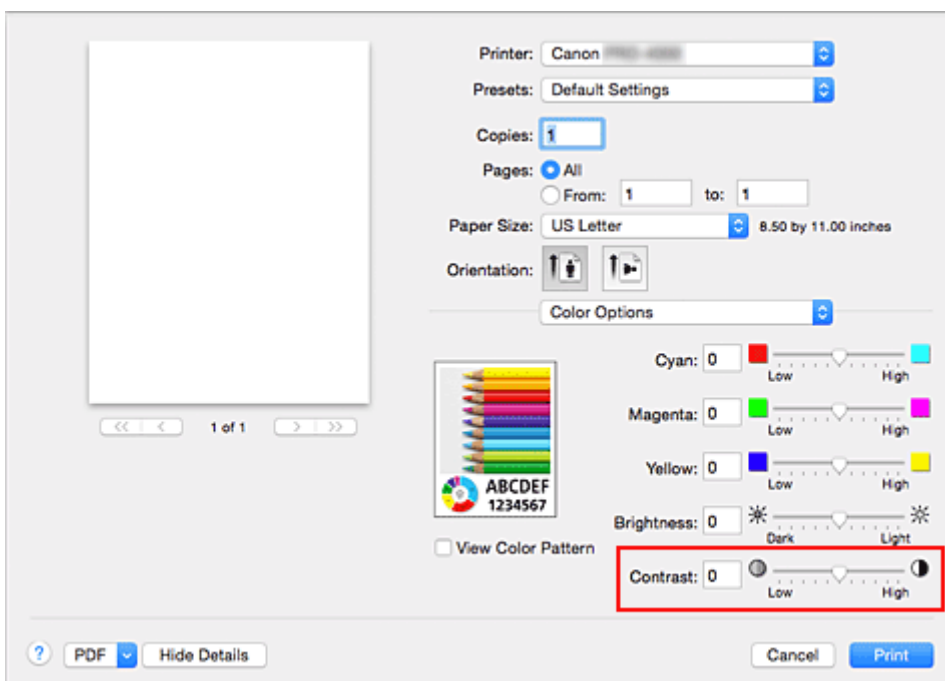 Printer: Canon
Presets: Default Settings
Copies: 1
Pages: All
From: 1 to: 1
Paper Size: US Letter 8.50 by 11.00 inches
Orientation:
Color Options
Cyan: 0
Low High
Magenta: 0
Low High
Yellow: 0
Low High
Brightness: 0
Dark Light
Contrast: 0
Low High
ABCDEF
1234567
View Color Pattern
1 of 1
? PDF Hide Details Cancel Print